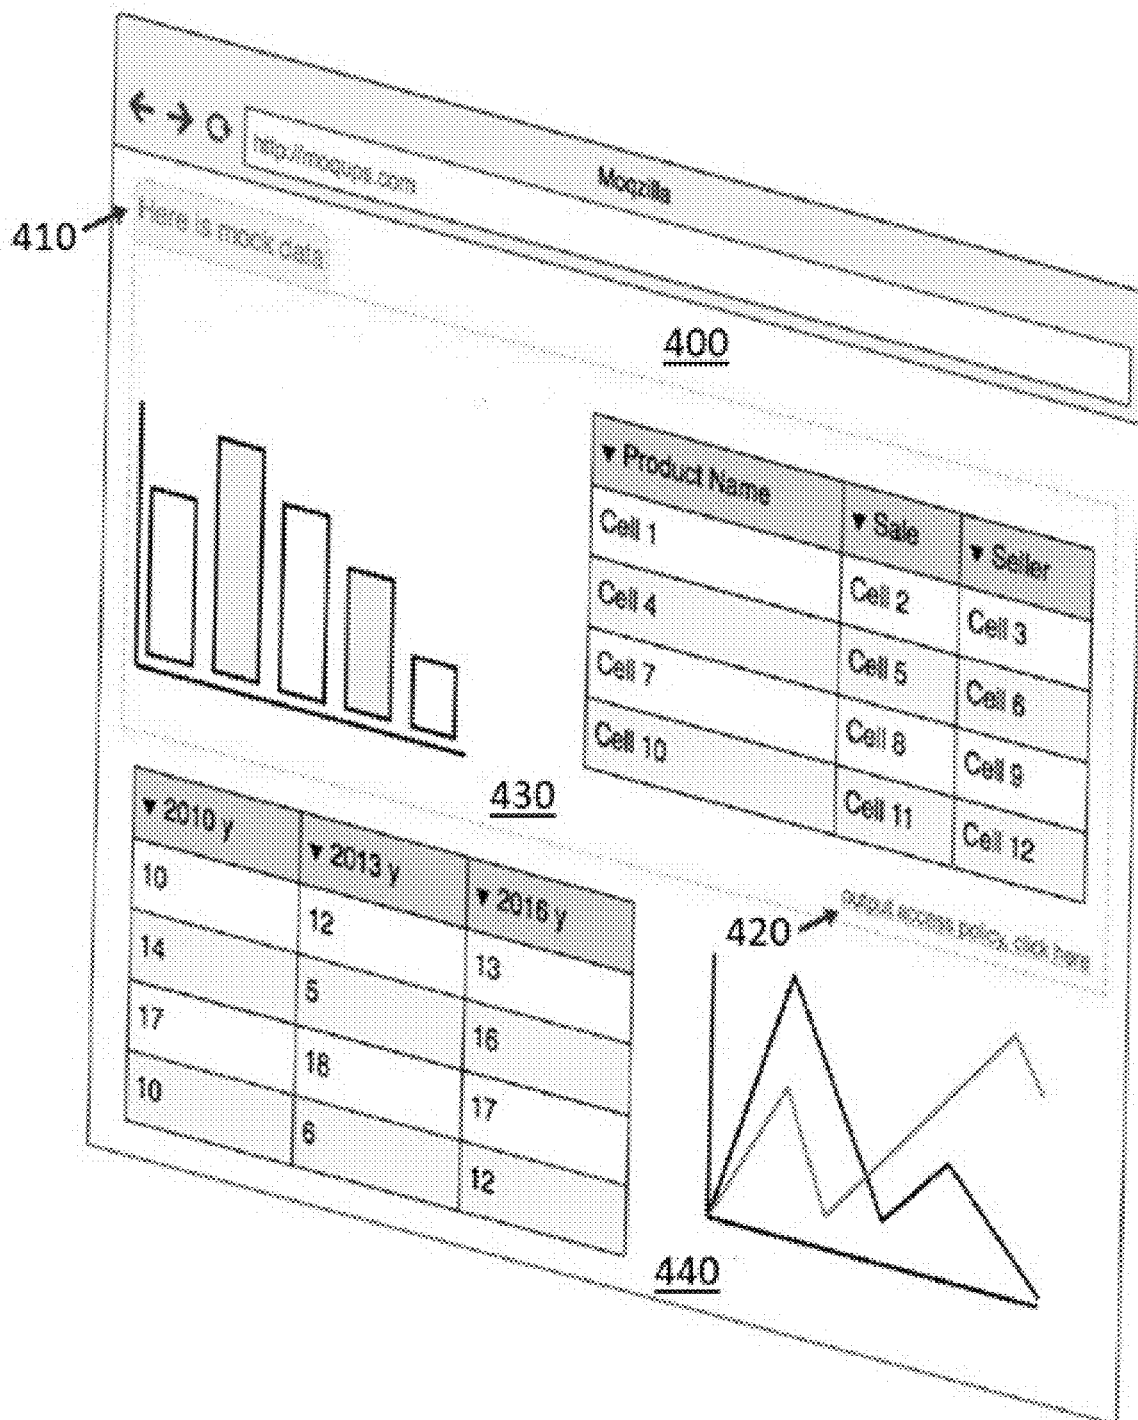 Moqzilla
http://moqups.com
410
Here is mock data
400
▼ Product Name ▼ Sale ▼ Seller
Cell 1 Cell 2 Cell 3
Cell 4 Cell 5 Cell 6
Cell 7 Cell 8 Cell 9
Cell 10 Cell 11 Cell 12
430
420
output access policy, click here
▼ 2010 y ▼ 2013 y ▼ 2016 y
10 12 13
14 5 16
17 18 17
10 6 12
440